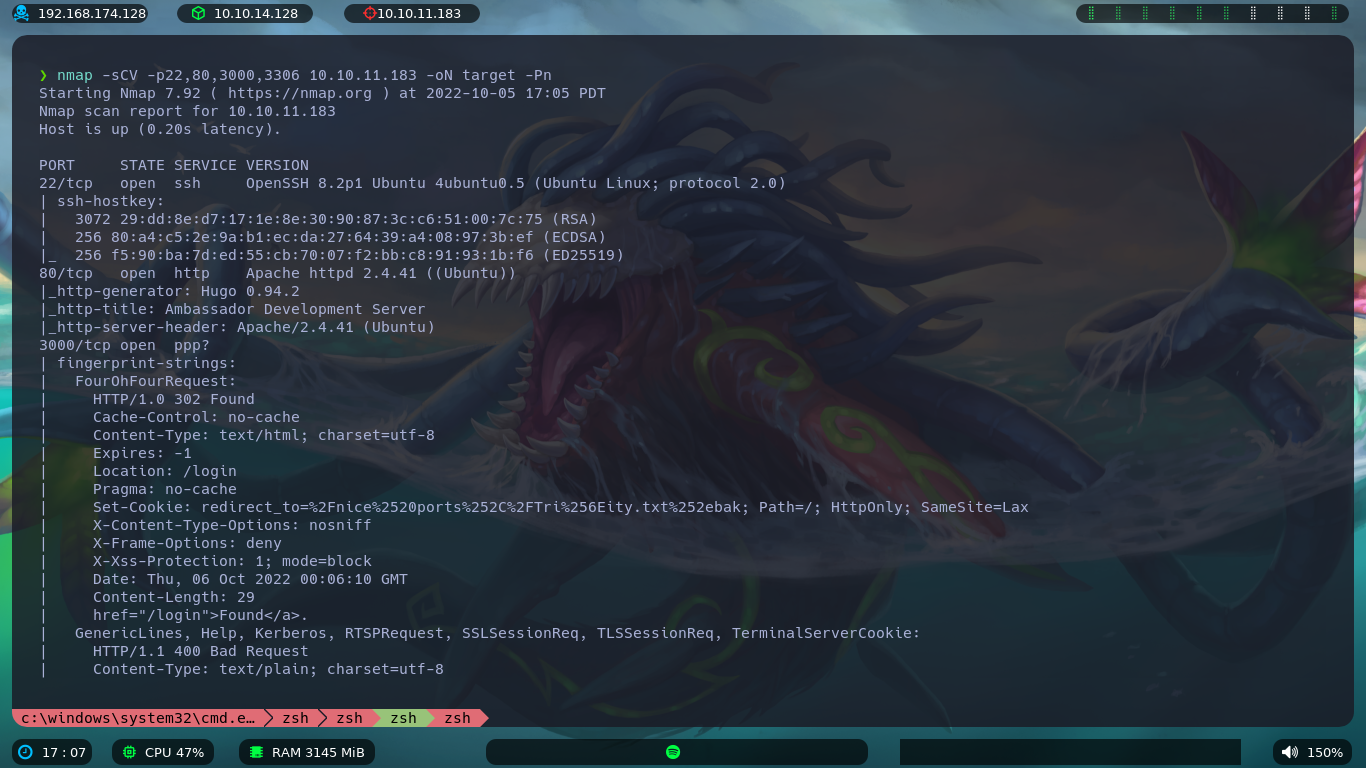 192.168.174.128 10.10.14.128 10.10.11.183
❯ nmap -sCV -p22,80,3000,3306 10.10.11.183 -oN target -Pn
Starting Nmap 7.92 ( https://nmap.org ) at 2022-10-05 17:05 PDT
Nmap scan report for 10.10.11.183
Host is up (0.20s latency).
PORT     STATE SERVICE VERSION
22/tcp   open  ssh     OpenSSH 8.2p1 Ubuntu 4ubuntu0.5 (Ubuntu Linux; protocol 2.0)
| ssh-hostkey:
|   3072 29:dd:8e:d7:17:1e:8e:30:90:87:3c:c6:51:00:7c:75 (RSA)
|   256 80:a4:c5:2e:9a:b1:ec:da:27:64:39:a4:08:97:3b:ef (ECDSA)
|_  256 f5:90:ba:7d:ed:55:cb:70:07:f2:bb:c8:91:93:1b:f6 (ED25519)
80/tcp   open  http    Apache httpd 2.4.41 ((Ubuntu))
|_http-generator: Hugo 0.94.2
|_http-title: Ambassador Development Server
|_http-server-header: Apache/2.4.41 (Ubuntu)
3000/tcp open  ppp?
| fingerprint-strings:
|   FourOhFourRequest:
|     HTTP/1.0 302 Found
|     Cache-Control: no-cache
|     Content-Type: text/html; charset=utf-8
|     Expires: -1
|     Location: /login
|     Pragma: no-cache
|     Set-Cookie: redirect_to=%2Fnice%2520ports%252C%2FTri%256Eity.txt%252ebak; Path=/; HttpOnly; SameSite=Lax
|     X-Content-Type-Options: nosniff
|     X-Frame-Options: deny
|     X-Xss-Protection: 1; mode=block
|     Date: Thu, 06 Oct 2022 00:06:10 GMT
|     Content-Length: 29
|     href="/login">Found</a>.
|   GenericLines, Help, Kerberos, RTSPRequest, SSLSessionReq, TLSSessionReq, TerminalServerCookie:
|     HTTP/1.1 400 Bad Request
|     Content-Type: text/plain; charset=utf-8
c:\windows\system32\cmd.e… zsh zsh zsh zsh
17 : 07 CPU 47% RAM 3145 MiB 150%